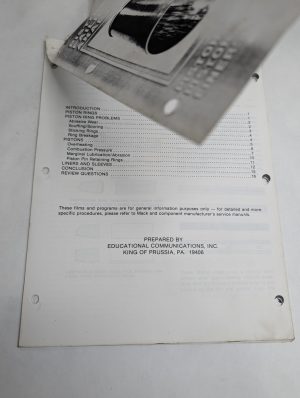 INTRODUCTION
PISTON RINGS
PISTON RING PROBLEMS
Abrasive Wear
Scuffing/Scoring
Sticking Rings
Ring Breakage
PISTONS
Overheating
Combustion Pressure
Marginal Lubrication/Abrasion
Piston Pin Retaining Rings
LINERS AND SLEEVES
CONCLUSION
REVIEW QUESTIONS
These films and programs are for general information purposes only — for detailed and more
specific procedures, please refer to Mack and component manufacturer's service manuals.
PREPARED BY
EDUCATIONAL COMMUNICATIONS, INC.
KING OF PRUSSIA, PA. 19406